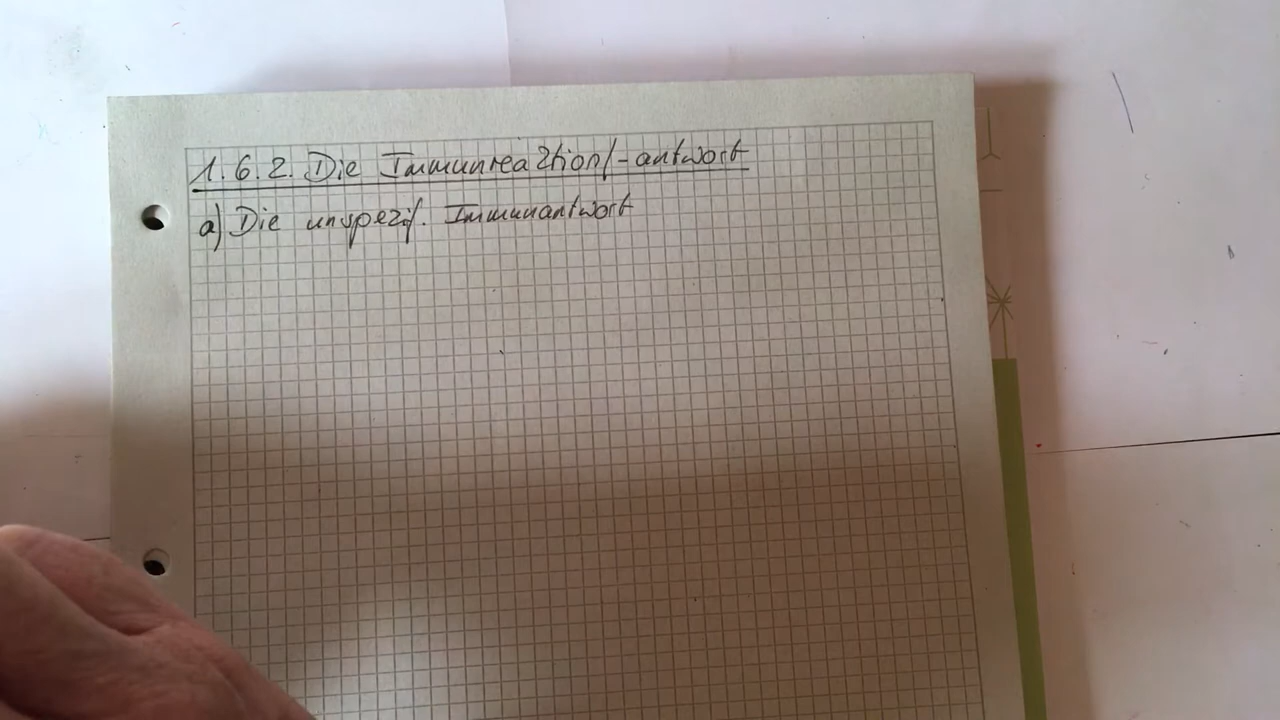 1.6.2. Die Immunreaktion/-antwort
a) Die unspezif. Immunantwort